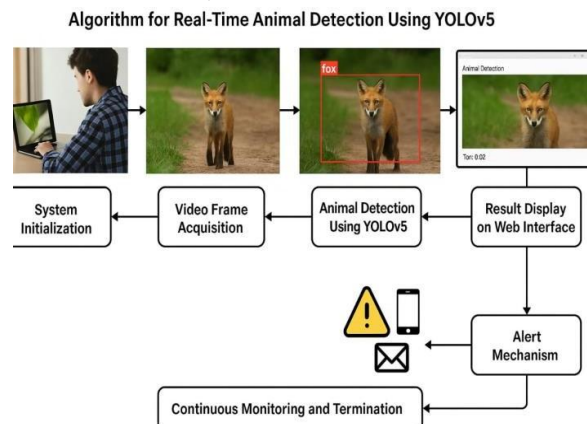 Algorithm for Real-Time Animal Detection Using YOLOv5
fox
Animal Detection
Ton: 0.02
System
Initialization
Video Frame
Acquisition
Animal Detection
Using YOLOv5
Result Display
on Web Interface
Alert
Mechanism
Continuous Monitoring and Termination